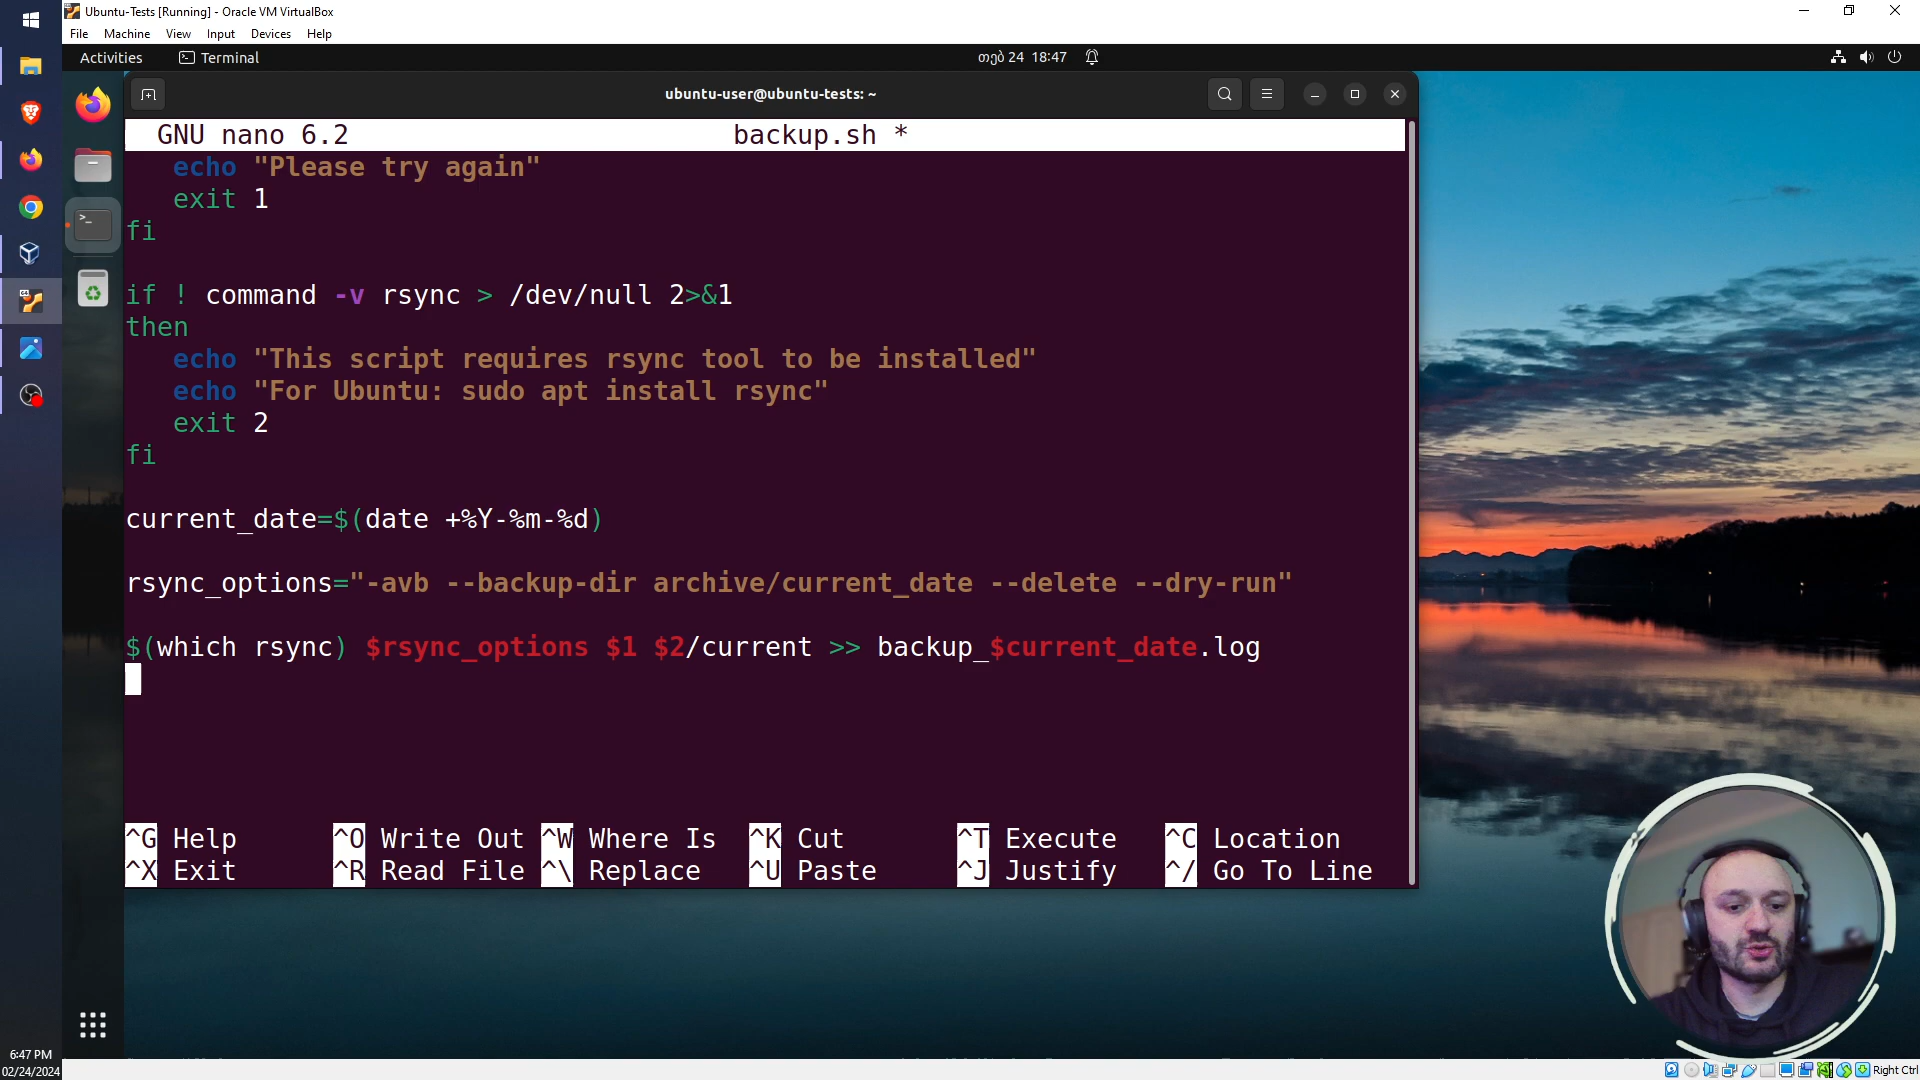 Ubuntu-Tests [Running] - Oracle VM VirtualBox
File Machine View Input Devices Help
Activities Terminal თებ 24 18:47
ubuntu-user@ubuntu-tests: ~
GNU nano 6.2 backup.sh *
echo "Please try again"
exit 1
fi
if ! command -v rsync > /dev/null 2>&1
then
echo "This script requires rsync tool to be installed"
echo "For Ubuntu: sudo apt install rsync"
exit 2
fi
current_date=$(date +%Y-%m-%d)
rsync_options="-avb --backup-dir archive/current_date --delete --dry-run"
$(which rsync) $rsync_options $1 $2/current >> backup_$current_date.log
^G Help ^O Write Out ^W Where Is ^K Cut ^T Execute ^C Location
^X Exit ^R Read File ^\ Replace ^U Paste ^J Justify ^/ Go To Line
6:47 PM
02/24/2024
Right Ctrl